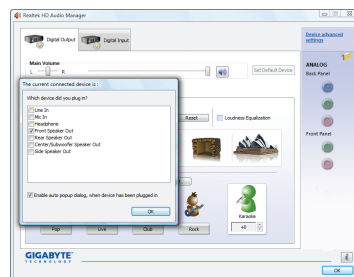 Realtek HD Audio Manager
Digital Output
Digital Input
Device advanced
settings
Main Volume
L
R
Set Default Device
ANALOG
Back Panel
The current connected device is :
Which device did you plug in?
Line In
Mic In
Headphone
Front Speaker Out
Rear Speaker Out
Center/Subwoofer Speaker Out
Side Speaker Out
Enable auto popup dialog, when device has been plugged in
OK
Reset
Loudness Equalization
Front Panel
Karaoke
+0
Pop
Live
Club
Rock
GIGABYTE
TECHNOLOGY
i
OK